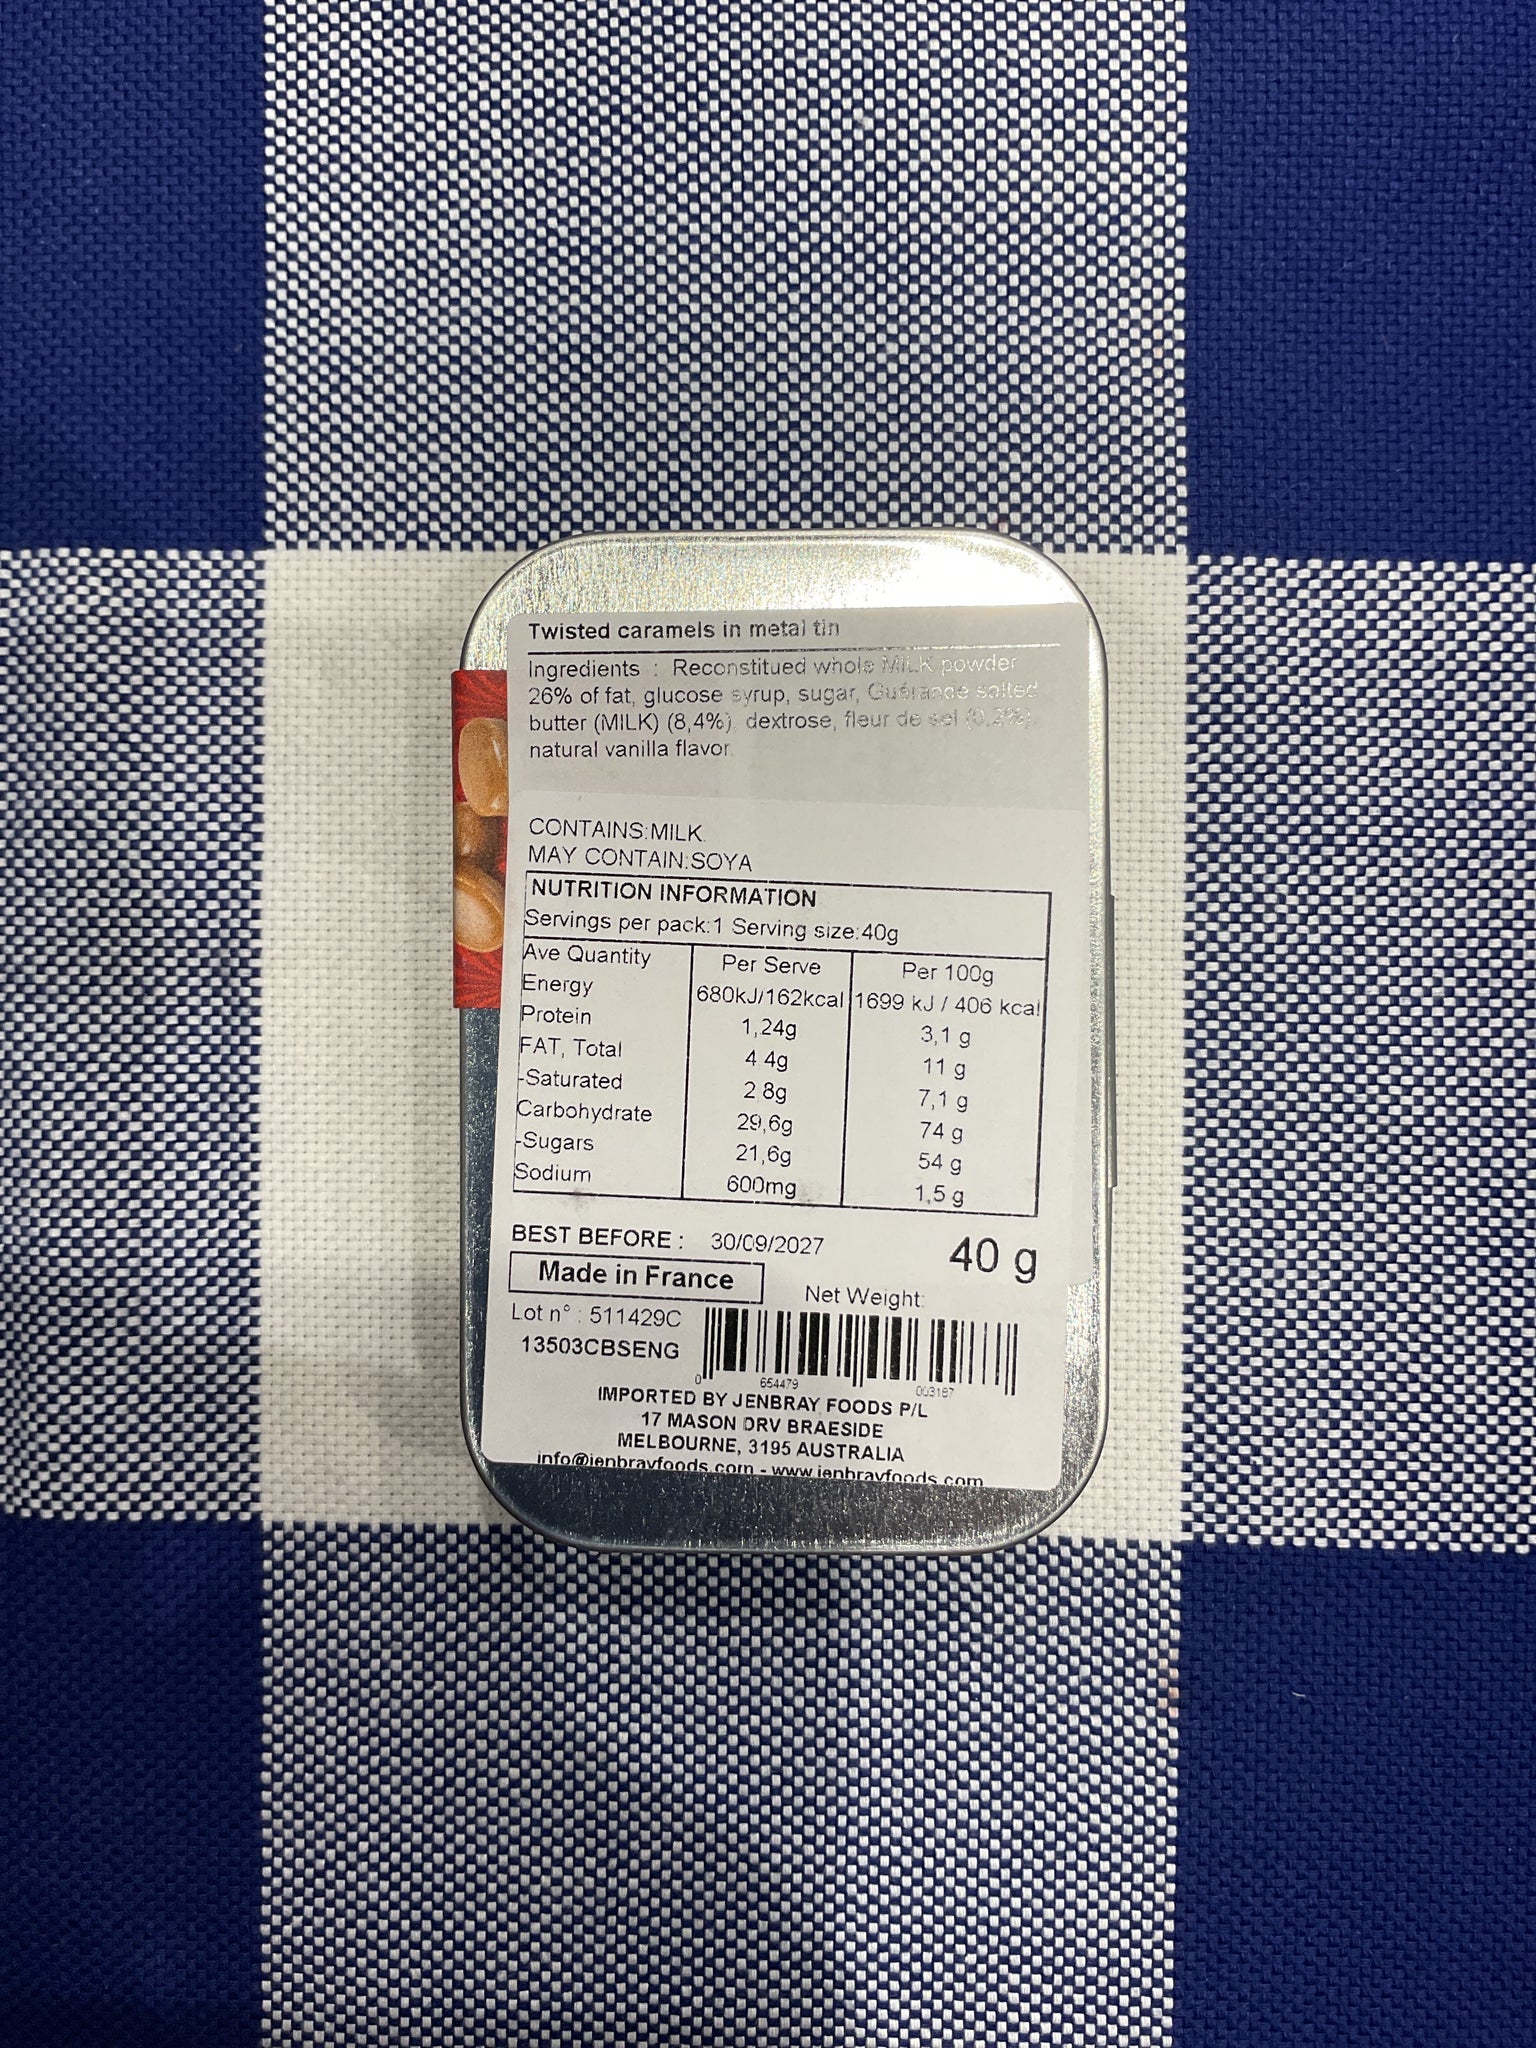 Twisted caramels in metal tin
Ingredients : Reconstitued whole MILK powder
26% of fat, glucose syrup, sugar, Guérande salted
butter (MILK) (8,4%), dextrose, fleur de sel (0,2%),
natural vanilla flavor.
CONTAINS:MILK.
MAY CONTAIN:SOYA
NUTRITION INFORMATION
Servings per pack:1 Serving size:40g
Ave Quantity Per Serve Per 100g
Energy 680kJ/162kcal 1699 kJ / 406 kcal
Protein 1,24g 3,1 g
FAT, Total 4,4g 11 g
-Saturated 2,8g 7,1 g
Carbohydrate 29,6g 74 g
-Sugars 21,6g 54 g
Sodium 600mg 1,5 g
BEST BEFORE : 30/09/2027
40 g
Made in France
Net Weight:
Lot n° : 511429C
13503CBSENG
0 654479 003187
IMPORTED BY JENBRAY FOODS P/L
17 MASON DRV BRAESIDE
MELBOURNE, 3195 AUSTRALIA
info@jenbrayfoods.com - www.jenbrayfoods.com